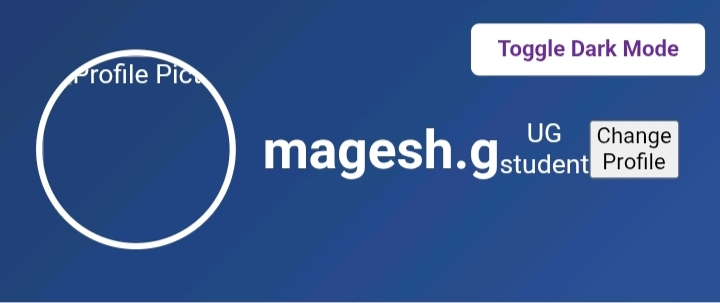 Toggle Dark Mode
Profile Pict
magesh.g
UG
student
Change
Profile